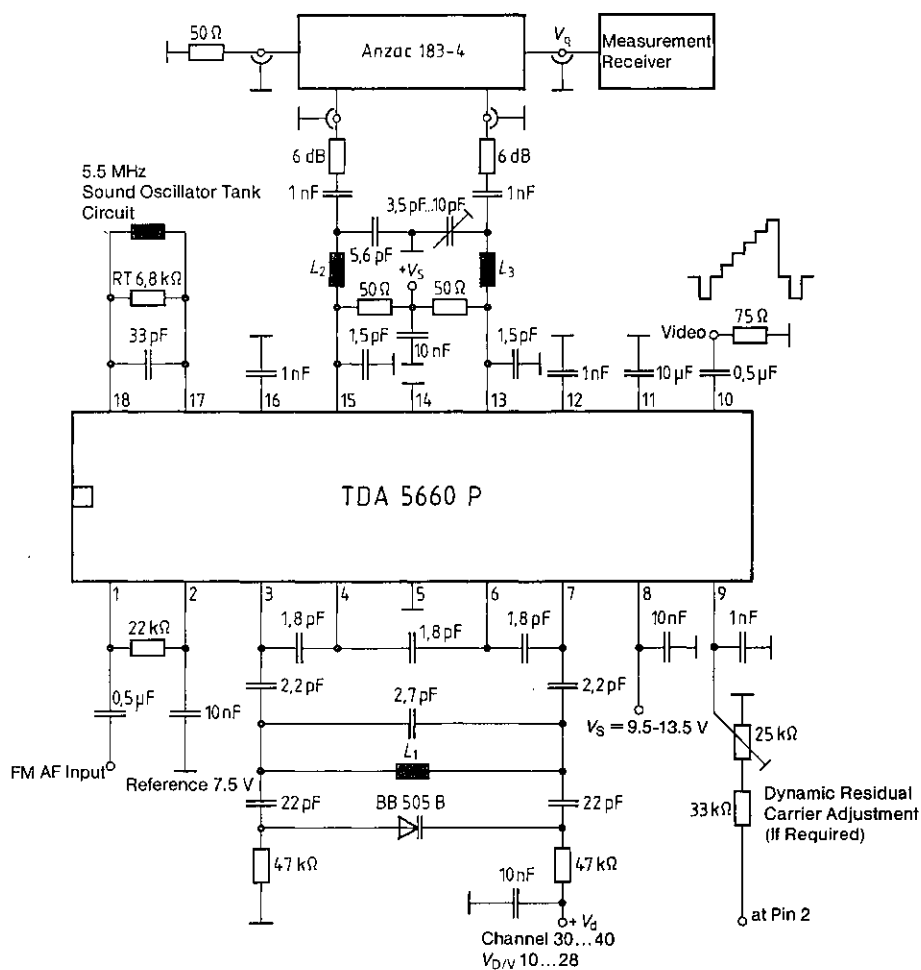 50 Ω
Anzac 183-4
V_q
Measurement
Receiver
6 dB
6 dB
1 nF
1 nF
5.5 MHz
Sound Oscillator Tank
Circuit
3,5 pF...10 pF
5,6 pF
L₂
+V_S
L₃
RT 6,8 kΩ
50 Ω
50 Ω
Video
75 Ω
33 pF
1 nF
1,5 pF
10 nF
1,5 pF
1 nF
10 µF
0,5 µF
18
17
16
15
14
13
12
11
10
TDA 5660 P
1
2
3
4
5
6
7
8
9
22 kΩ
1,8 pF
1,8 pF
1,8 pF
10 nF
1 nF
0,5 µF
10 nF
2,2 pF
2,7 pF
2,2 pF
V_S = 9.5-13.5 V
25 kΩ
FM AF Input
Reference 7.5 V
L₁
22 pF
BB 505 B
22 pF
33 kΩ
Dynamic Residual
Carrier Adjustment
(If Required)
47 kΩ
47 kΩ
10 nF
+ V_d
at Pin 2
Channel 30...40
V_D/V 10...28